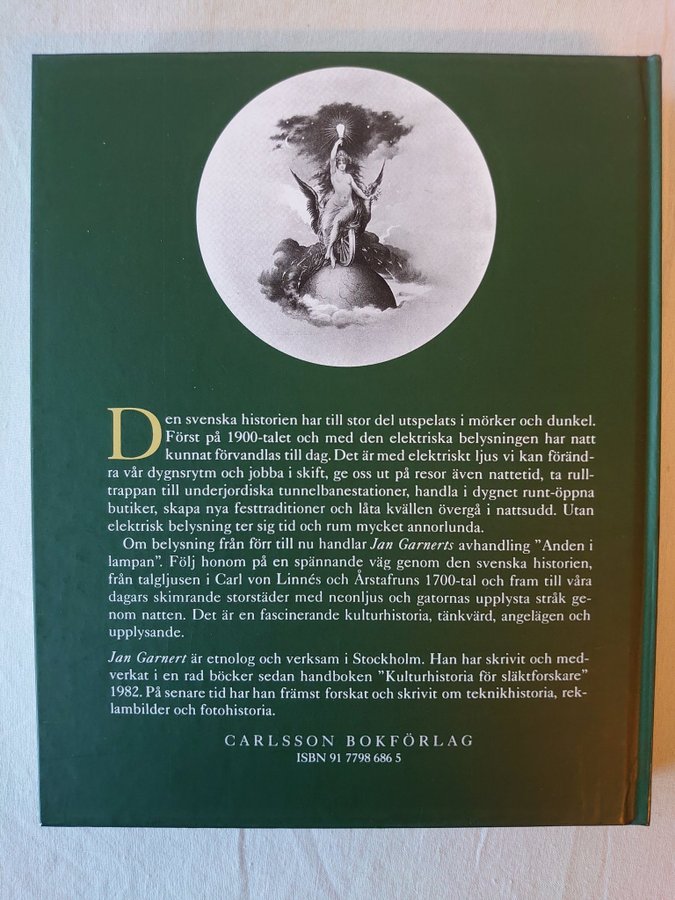 Den svenska historien har till stor del utspelats i mörker och dunkel.
Först på 1900-talet och med den elektriska belysningen har natt
kunnat förvandlas till dag. Det är med elektriskt ljus vi kan föränd-
ra vår dygnsrytm och jobba i skift, ge oss ut på resor även nattetid, ta rull-
trappan till underjordiska tunnelbanestationer, handla i dygnet runt-öppna
butiker, skapa nya festtraditioner och låta kvällen övergå i nattsudd. Utan
elektrisk belysning ter sig tid och rum mycket annorlunda.
Om belysning från förr till nu handlar Jan Garnerts avhandling "Anden i
lampan". Följ honom på en spännande väg genom den svenska historien,
från talgljusen i Carl von Linnés och Årstafruns 1700-tal och fram till våra
dagars skimrande storstäder med neonljus och gatornas upplysta stråk ge-
nom natten. Det är en fascinerande kulturhistoria, tänkvärd, angelägen och
upplysande.
Jan Garnert är etnolog och verksam i Stockholm. Han har skrivit och med-
verkat i en rad böcker sedan handboken "Kulturhistoria för släktforskare"
1982. På senare tid har han främst forskat och skrivit om teknikhistoria, rek-
lambilder och fotohistoria.
CARLSSON BOKFÖRLAG
ISBN 91 7798 686 5